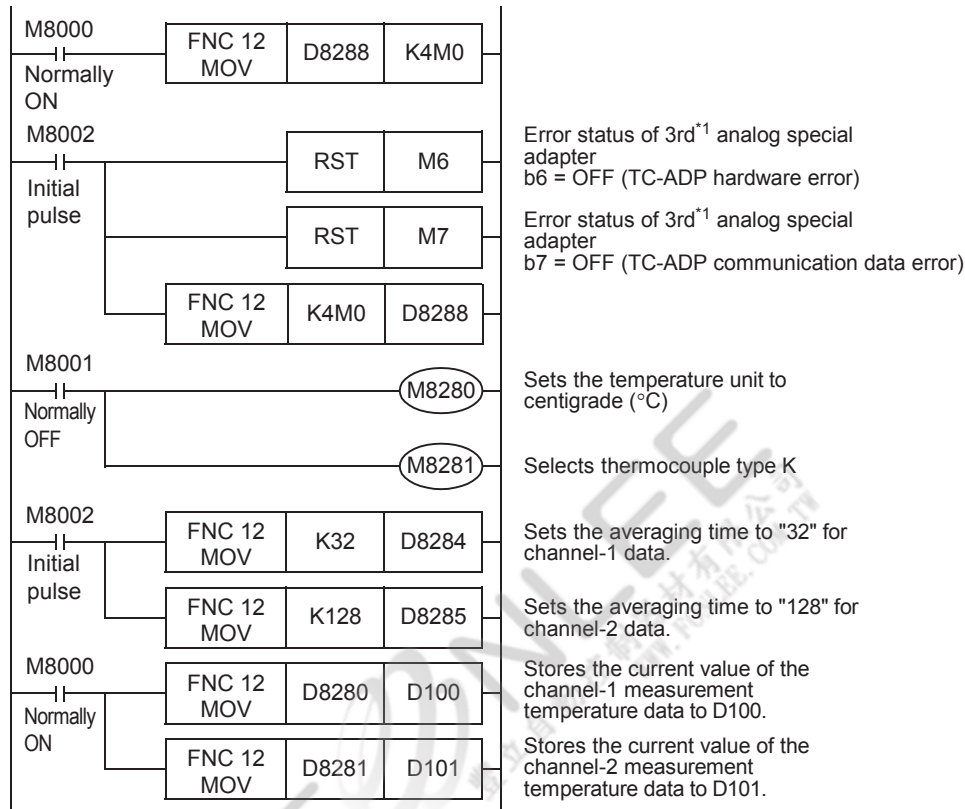 M8000
FNC 12
MOV
D8288
K4M0
Normally
ON
M8002
RST
M6
Error status of 3rd*1 analog special
adapter
b6 = OFF (TC-ADP hardware error)
Initial
pulse
RST
M7
Error status of 3rd*1 analog special
adapter
b7 = OFF (TC-ADP communication data error)
FNC 12
MOV
K4M0
D8288
M8001
M8280
Sets the temperature unit to
centigrade (°C)
Normally
OFF
M8281
Selects thermocouple type K
M8002
FNC 12
MOV
K32
D8284
Sets the averaging time to "32" for
channel-1 data.
Initial
pulse
FNC 12
MOV
K128
D8285
Sets the averaging time to "128" for
channel-2 data.
M8000
FNC 12
MOV
D8280
D100
Stores the current value of the
channel-1 measurement
temperature data to D100.
Normally
ON
FNC 12
MOV
D8281
D101
Stores the current value of the
channel-2 measurement
temperature data to D101.